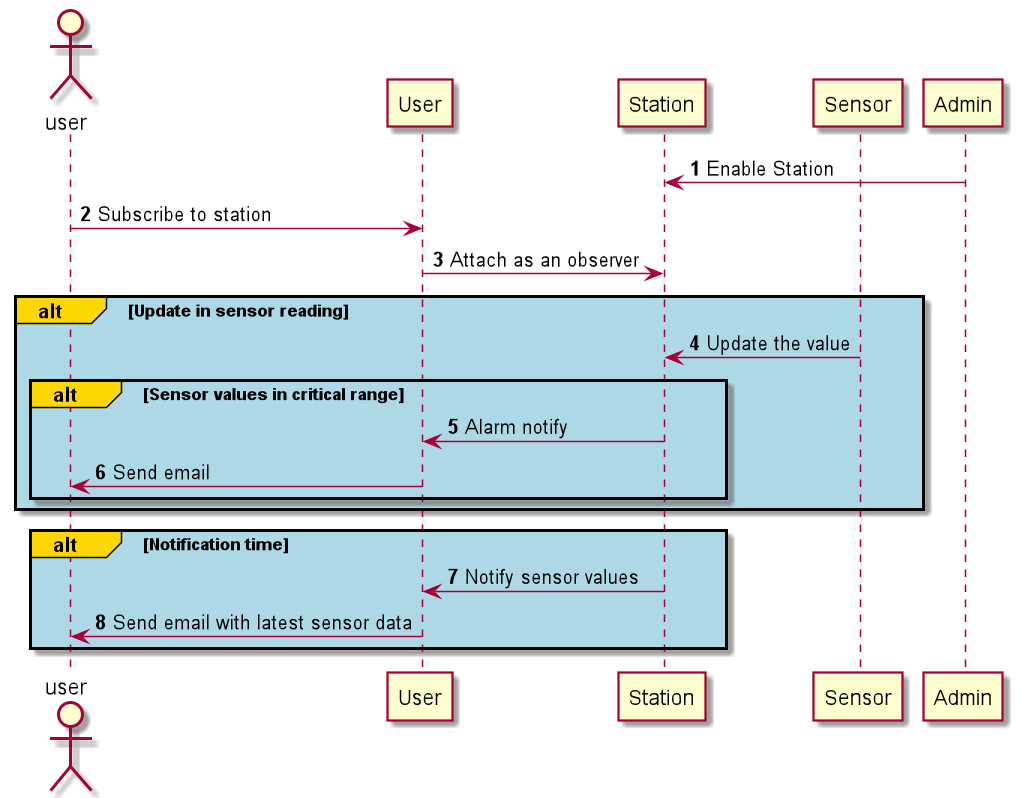 user
User
Station
Sensor
Admin
1 Enable Station
2 Subscribe to station
3 Attach as an observer
alt [Update in sensor reading]
4 Update the value
alt [Sensor values in critical range]
5 Alarm notify
6 Send email
alt [Notification time]
7 Notify sensor values
8 Send email with latest sensor data
user
User
Station
Sensor
Admin